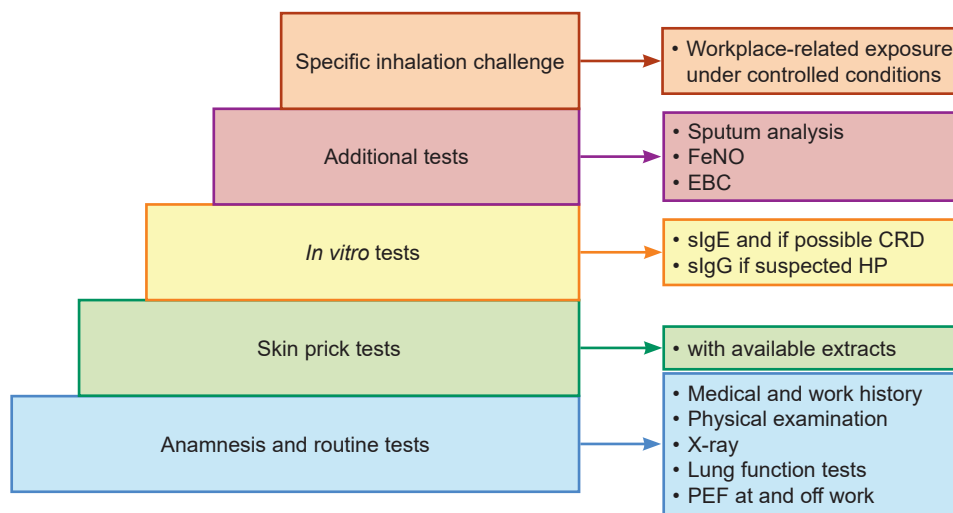 Specific inhalation challenge
• Workplace-related exposure
under controlled conditions
Additional tests
• Sputum analysis
• FeNO
• EBC
In vitro tests
• sIgE and if possible CRD
• sIgG if suspected HP
Skin prick tests
• with available extracts
Anamnesis and routine tests
• Medical and work history
• Physical examination
• X-ray
• Lung function tests
• PEF at and off work